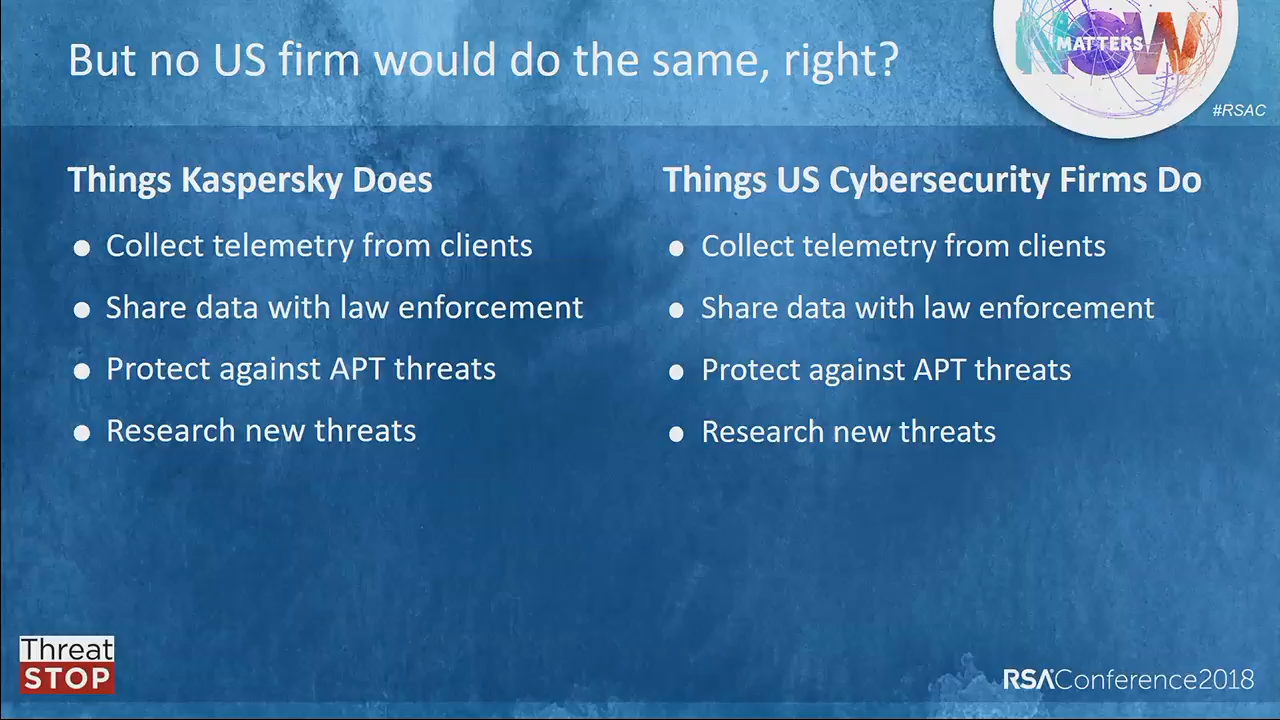 But no US firm would do the same, right?
NOW
MATTERS
#RSAC
Things Kaspersky Does
● Collect telemetry from clients
● Share data with law enforcement
● Protect against APT threats
● Research new threats
Things US Cybersecurity Firms Do
● Collect telemetry from clients
● Share data with law enforcement
● Protect against APT threats
● Research new threats
Threat
STOP
RSAConference2018